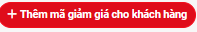 + Thêm mã giảm giá cho khách hàng